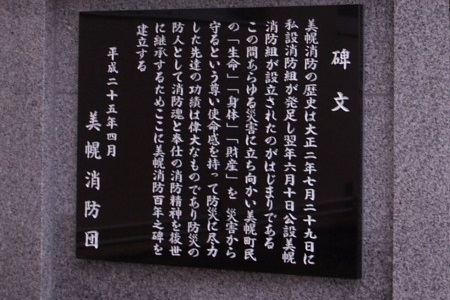 碑文
美幌消防の歴史は大正二年七月二十九日に
私設消防組が発足し翌年六月十日公設美幌
消防組が設立されたのがはじまりである
この間あらゆる災害に立ち向かい美幌町民
の「生命」「身体」「財産」を災害から
守るという尊い使命感を持って防災に尽力
した先達の功績は偉大なものであり防災の
防人として消防魂と奉仕の消防精神を後世
に継承するためここに美幌消防百年之碑を
建立する
平成二十五年四月
美幌消防団